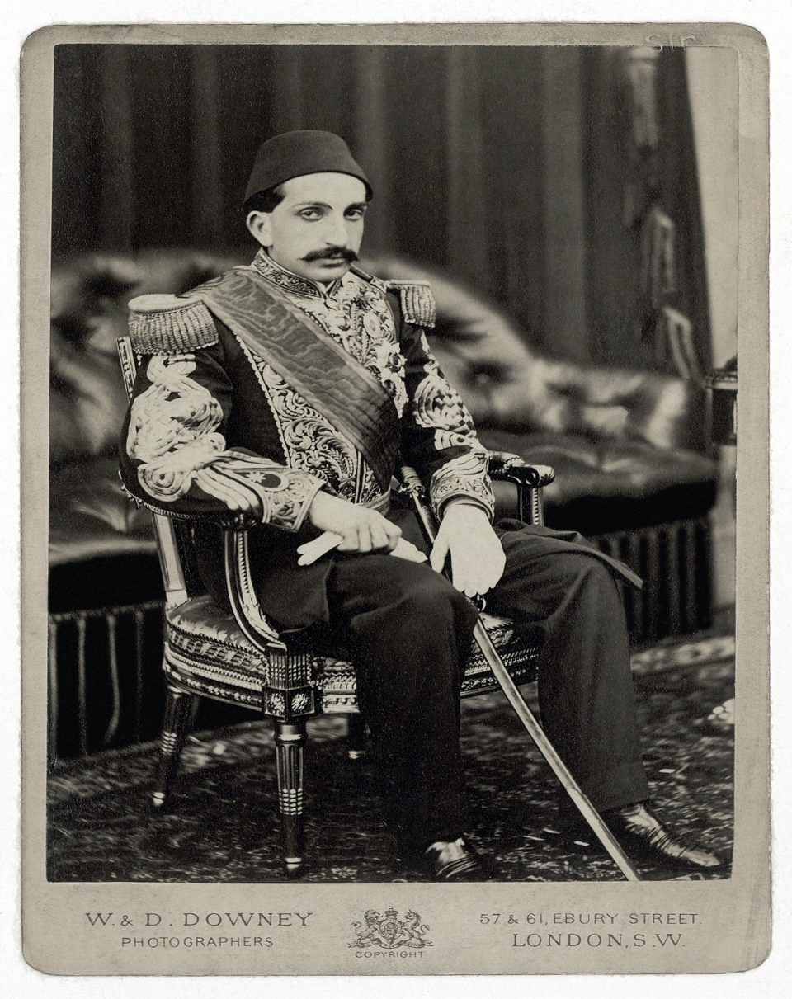 W. & D. DOWNEY
PHOTOGRAPHERS
COPYRIGHT
57 & 61, EBURY STREET.
LONDON, S.W.